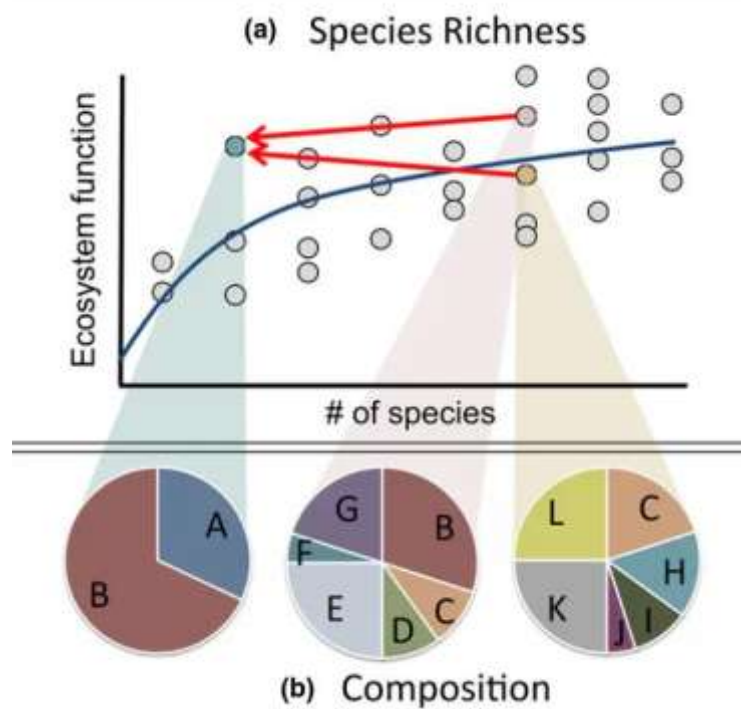 (a) Species Richness
Ecosystem function
# of species
A
B
G
B
F
E
C
D
L
C
H
K
J
I
(b) Composition